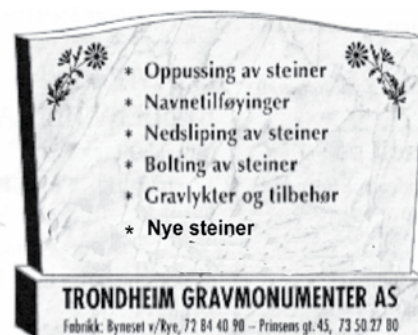 * Oppussing av steiner
* Navnetilføyinger
* Nedsliping av steiner
* Bolting av steiner
* Gravlykter og tilbehør
* Nye steiner
TRONDHEIM GRAVMONUMENTER AS
Fabrikk: Byneset v/Rye, 72 84 40 90 – Prinsens gt. 45, 73 50 27 80